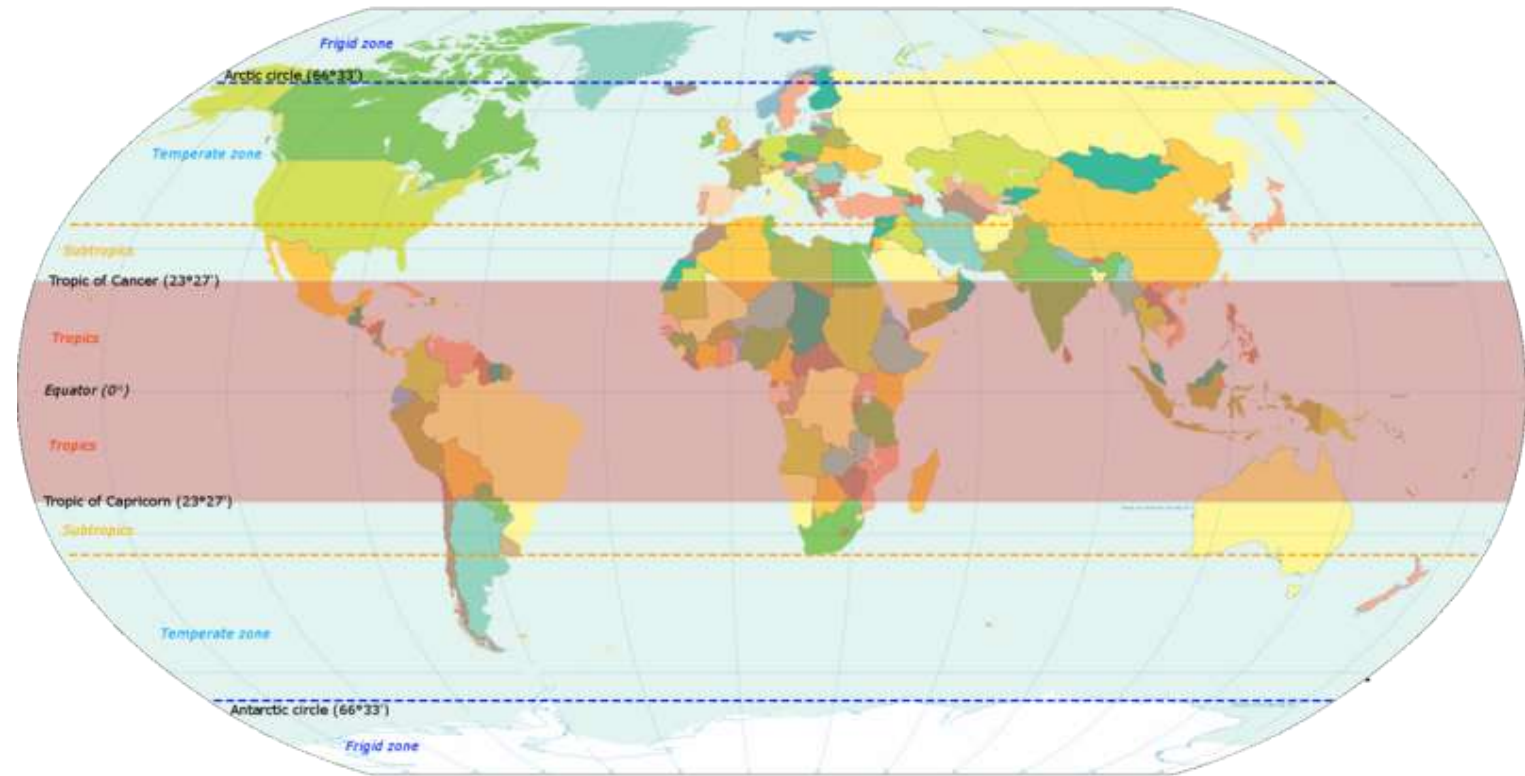 Frigid zone
Arctic circle (66°33')
Temperate zone
Subtropics
Tropic of Cancer (23°27')
Tropics
Equator (0°)
Tropics
Tropic of Capricorn (23°27')
Subtropics
Temperate zone
Antarctic circle (66°33')
Frigid zone